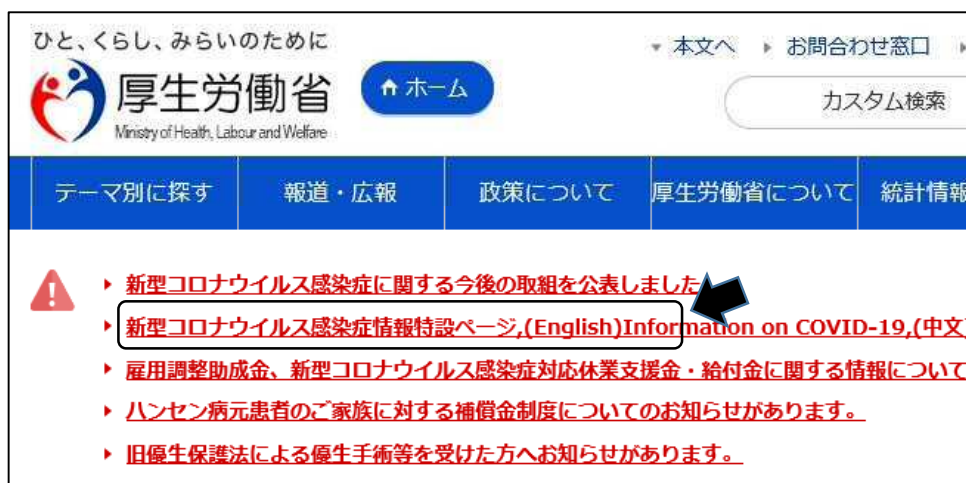 ひと、くらし、みらいのために
本文へ お問合わせ窓口
厚生労働省
ホーム
カスタム検索
Ministry of Health, Labour and Welfare
テーマ別に探す 報道・広報 政策について 厚生労働省について 統計情報
新型コロナウイルス感染症に関する今後の取組を公表しました
新型コロナウイルス感染症情報特設ページ,(English)Information on COVID-19,(中文
雇用調整助成金、新型コロナウイルス感染症対応休業支援金・給付金に関する情報について
ハンセン病元患者のご家族に対する補償金制度についてのお知らせがあります。
旧優生保護法による優生手術等を受けた方へお知らせがあります。